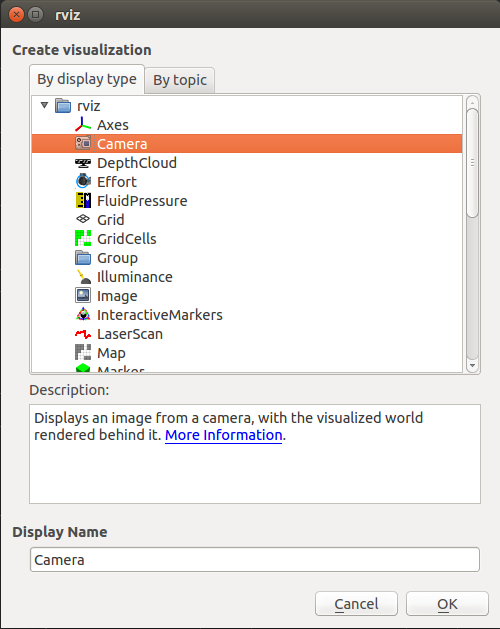 rviz
Create visualization
By display type
By topic
rviz
Axes
Camera
DepthCloud
Effort
FluidPressure
Grid
GridCells
Group
Illuminance
Image
InteractiveMarkers
LaserScan
Map
Marker
Description:
Displays an image from a camera, with the visualized world
rendered behind it. More Information.
Display Name
Camera
Cancel
OK